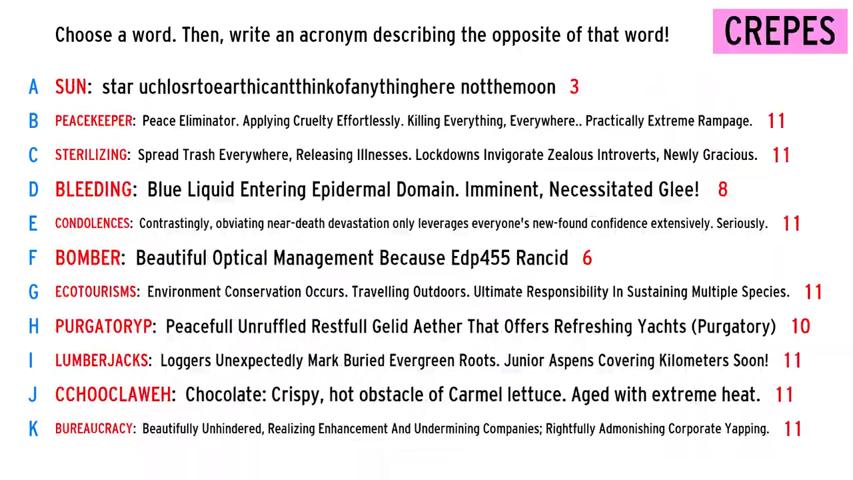 Choose a word. Then, write an acronym describing the opposite of that word!
CREPES
A SUN: star uchlosrtoearthicantthinkofanythinghere notthemoon 3
B PEACEKEEPER: Peace Eliminator. Applying Cruelty Effortlessly. Killing Everything, Everywhere.. Practically Extreme Rampage. 11
C STERILIZING: Spread Trash Everywhere, Releasing Illnesses. Lockdowns Invigorate Zealous Introverts, Newly Gracious. 11
D BLEEDING: Blue Liquid Entering Epidermal Domain. Imminent, Necessitated Glee! 8
E CONDOLENCES: Contrastingly, obviating near-death devastation only leverages everyone's new-found confidence extensively. Seriously. 11
F BOMBER: Beautiful Optical Management Because Edp455 Rancid 6
G ECOTOURISMS: Environment Conservation Occurs. Travelling Outdoors. Ultimate Responsibility In Sustaining Multiple Species. 11
H PURGATORYP: Peacefull Unruffled Restfull Gelid Aether That Offers Refreshing Yachts (Purgatory) 10
I LUMBERJACKS: Loggers Unexpectedly Mark Buried Evergreen Roots. Junior Aspens Covering Kilometers Soon! 11
J CCHOOCLAWEH: Chocolate: Crispy, hot obstacle of Carmel lettuce. Aged with extreme heat. 11
K BUREAUCRACY: Beautifully Unhindered, Realizing Enhancement And Undermining Companies; Rightfully Admonishing Corporate Yapping. 11